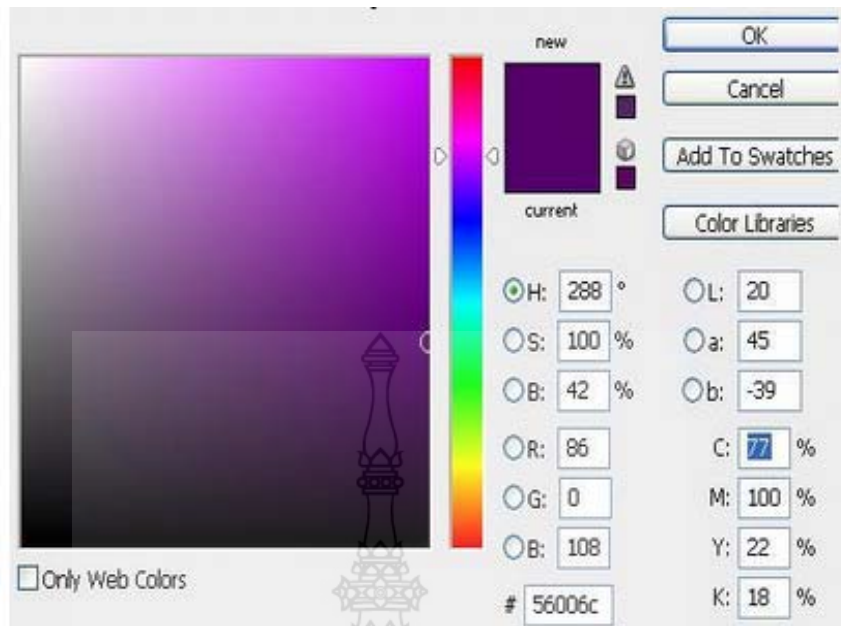 new
current
OK
Cancel
Add To Swatches
Color Libraries
H: 288 °
S: 100 %
B: 42 %
R: 86
G: 0
B: 108
# 56006c
L: 20
a: 45
b: -39
C: 77 %
M: 100 %
Y: 22 %
K: 18 %
Only Web Colors